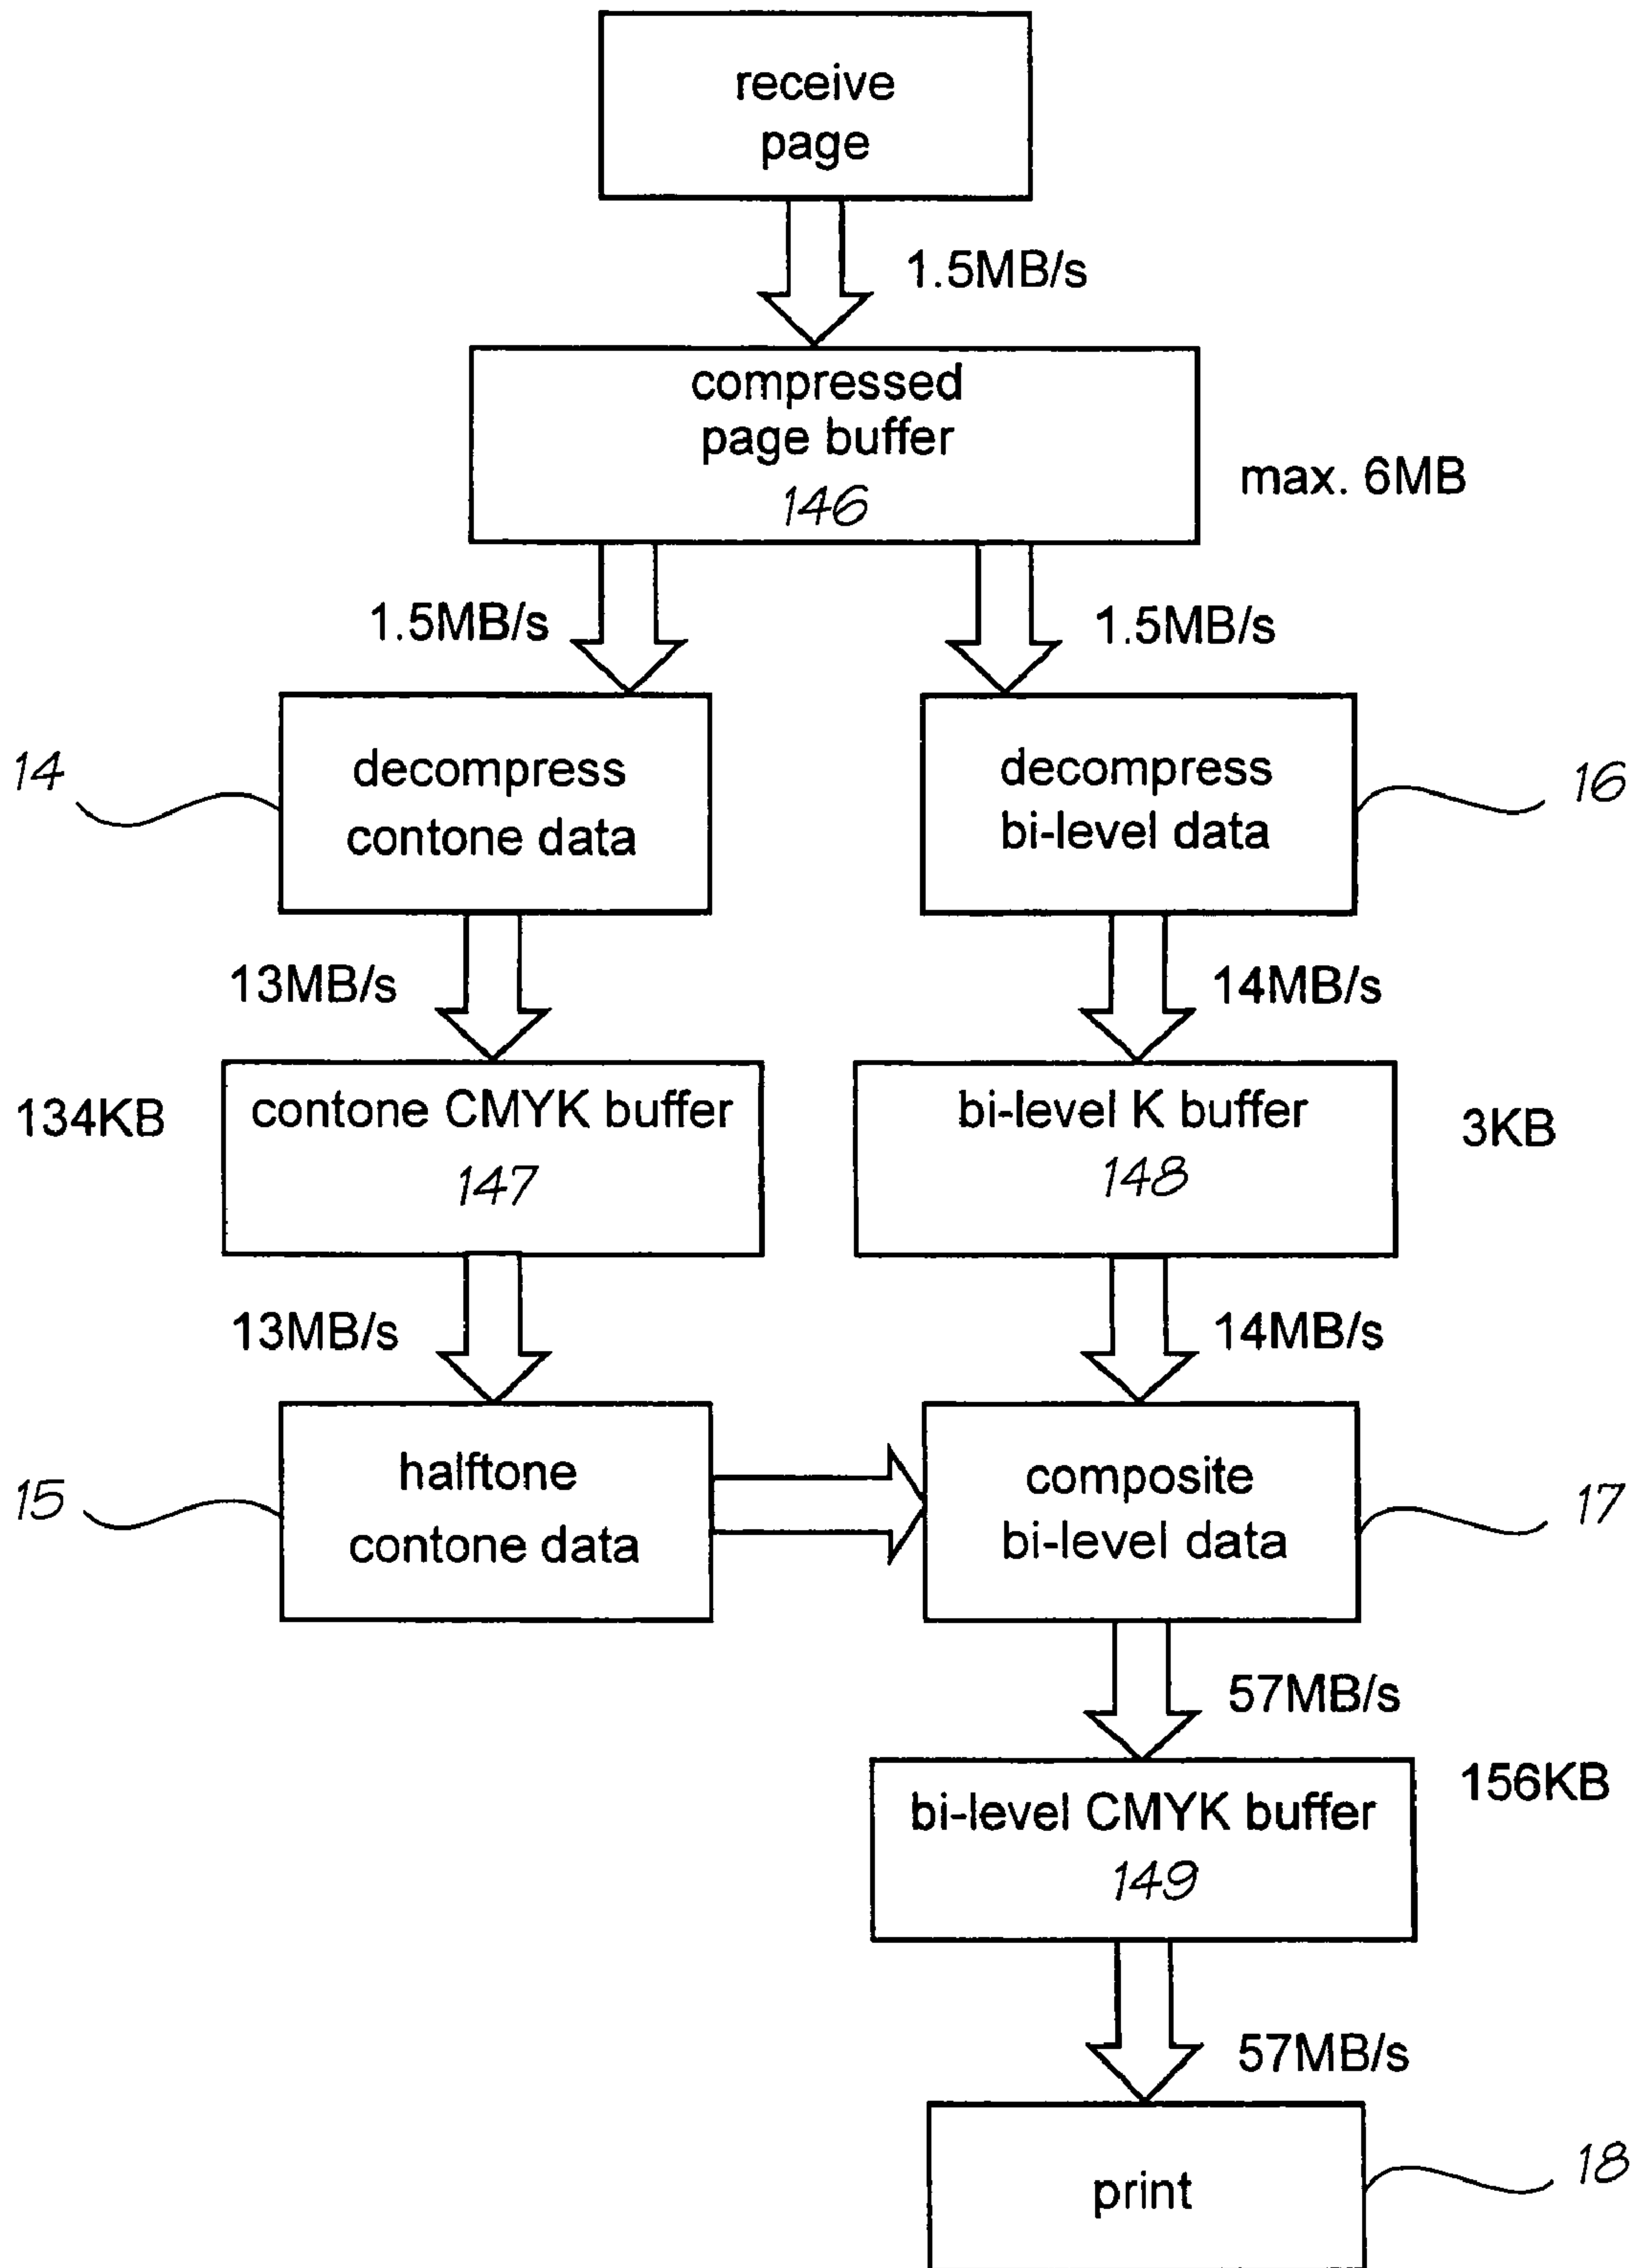 receive
page
1.5MB/s
compressed
page buffer
146
max. 6MB
1.5MB/s
1.5MB/s
14
decompress
contone data
decompress
bi-level data
16
13MB/s
14MB/s
134KB
contone CMYK buffer
147
bi-level K buffer
148
3KB
13MB/s
14MB/s
15
halftone
contone data
composite
bi-level data
17
57MB/s
bi-level CMYK buffer
149
156KB
57MB/s
print
18